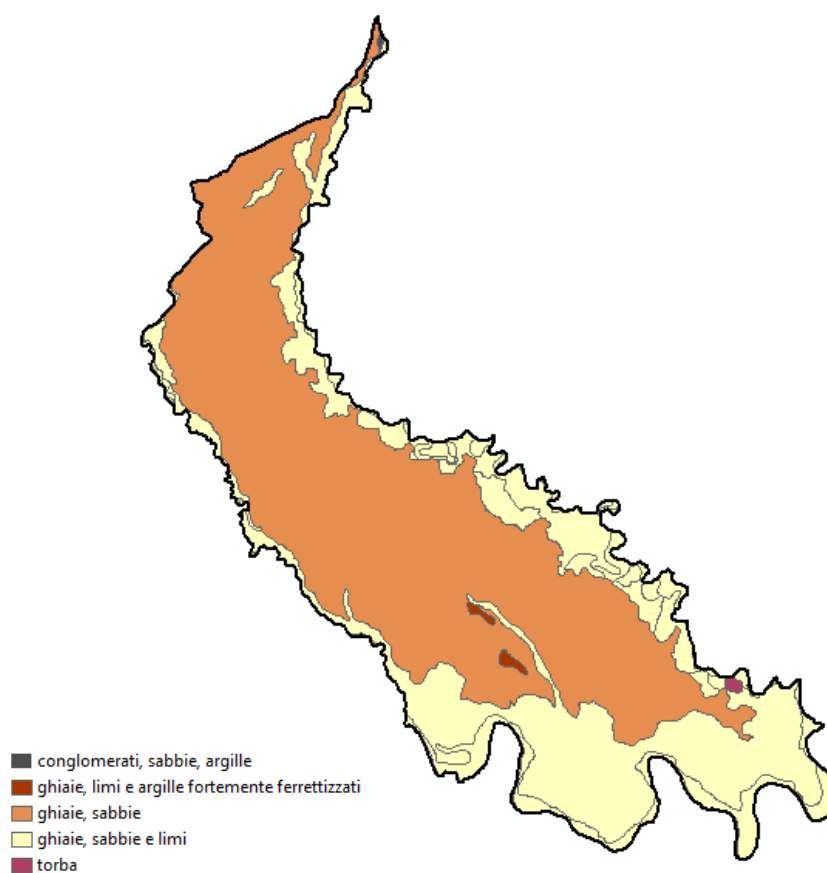 conglomerati, sabbie, argille
ghiaie, limi e argille fortemente ferrettizzati
ghiaie, sabbie
ghiaie, sabbie e limi
torba